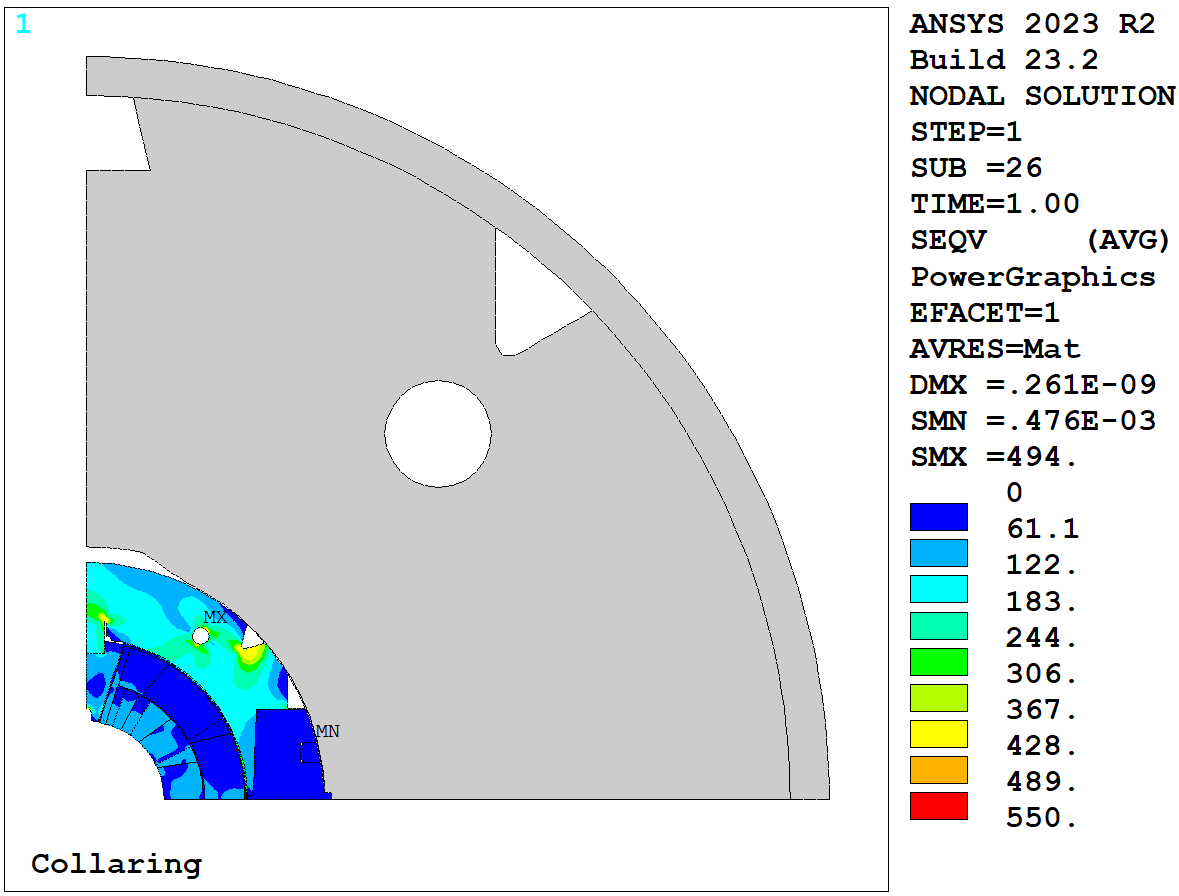 1
ANSYS 2023 R2
Build 23.2
NODAL SOLUTION
STEP=1
SUB =26
TIME=1.00
SEQV (AVG)
PowerGraphics
EFACET=1
AVRES=Mat
DMX =.261E-09
SMN =.476E-03
SMX =494.
0
61.1
122.
183.
244.
306.
367.
428.
489.
550.
MX
MN
Collaring